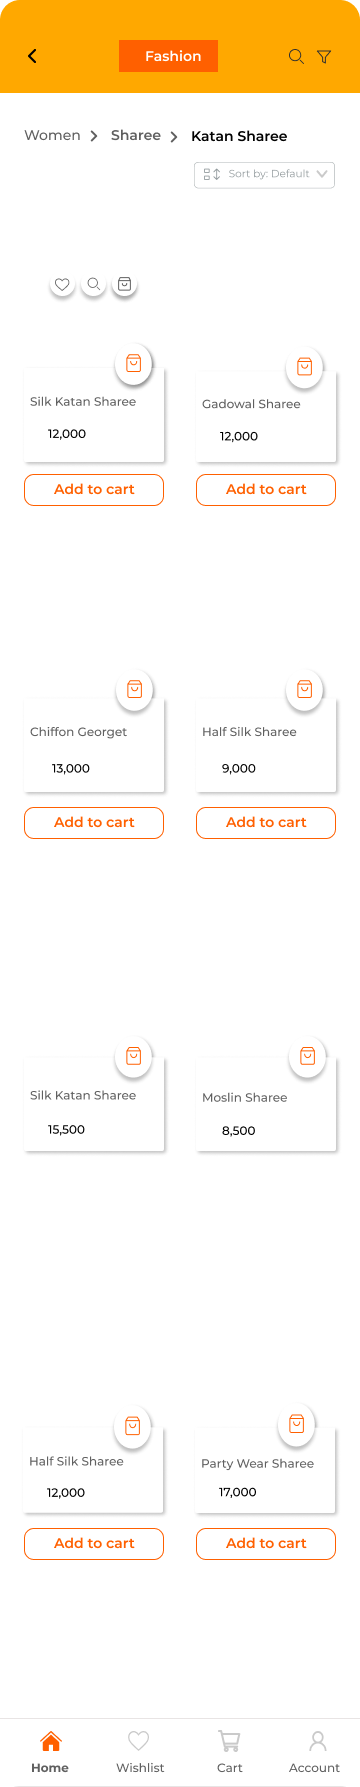 Fashion
Women > Sharee > Katan Sharee
Sort by: Default
Silk Katan Sharee
12,000
Add to cart
Gadowal Sharee
12,000
Add to cart
Chiffon Georget
13,000
Add to cart
Half Silk Sharee
9,000
Add to cart
Silk Katan Sharee
15,500
Moslin Sharee
8,500
Half Silk Sharee
12,000
Add to cart
Party Wear Sharee
17,000
Add to cart
Home
Wishlist
Cart
Account